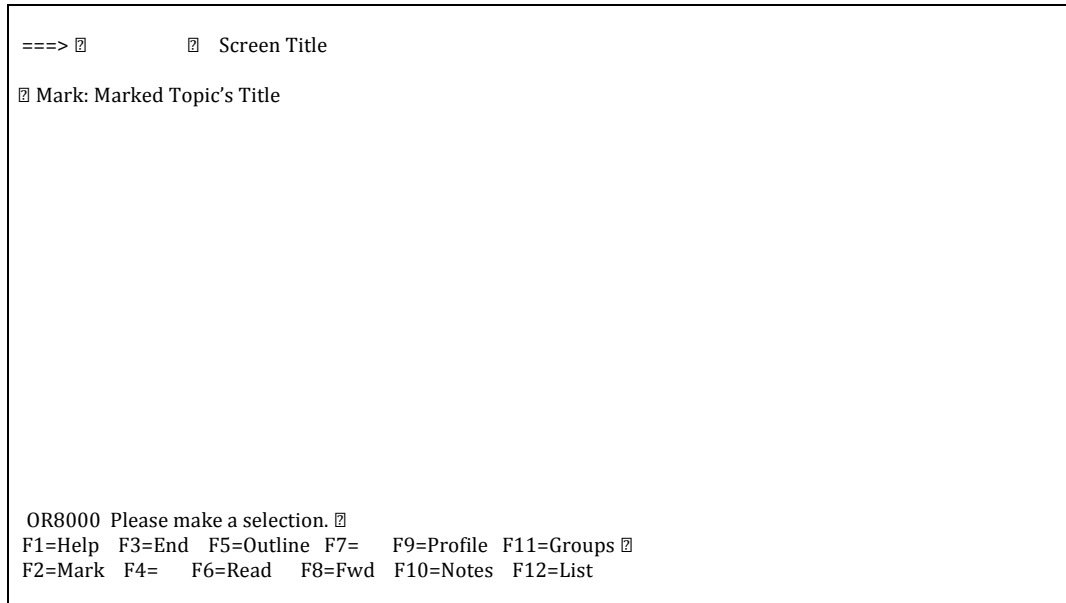 ===> ⍰ ⍰ Screen Title
⍰ Mark: Marked Topic’s Title
OR8000 Please make a selection. ⍰
F1=Help F3=End F5=Outline F7= F9=Profile F11=Groups ⍰
F2=Mark F4= F6=Read F8=Fwd F10=Notes F12=List